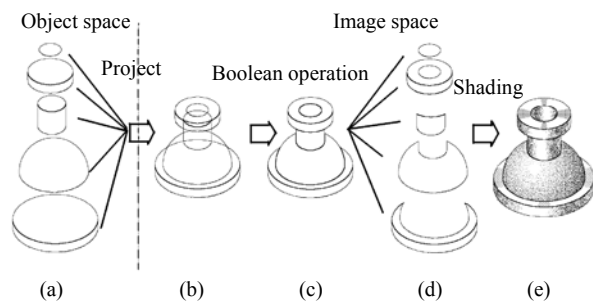 Object space
Image space
Project
Boolean operation
Shading
(a)
(b)
(c)
(d)
(e)